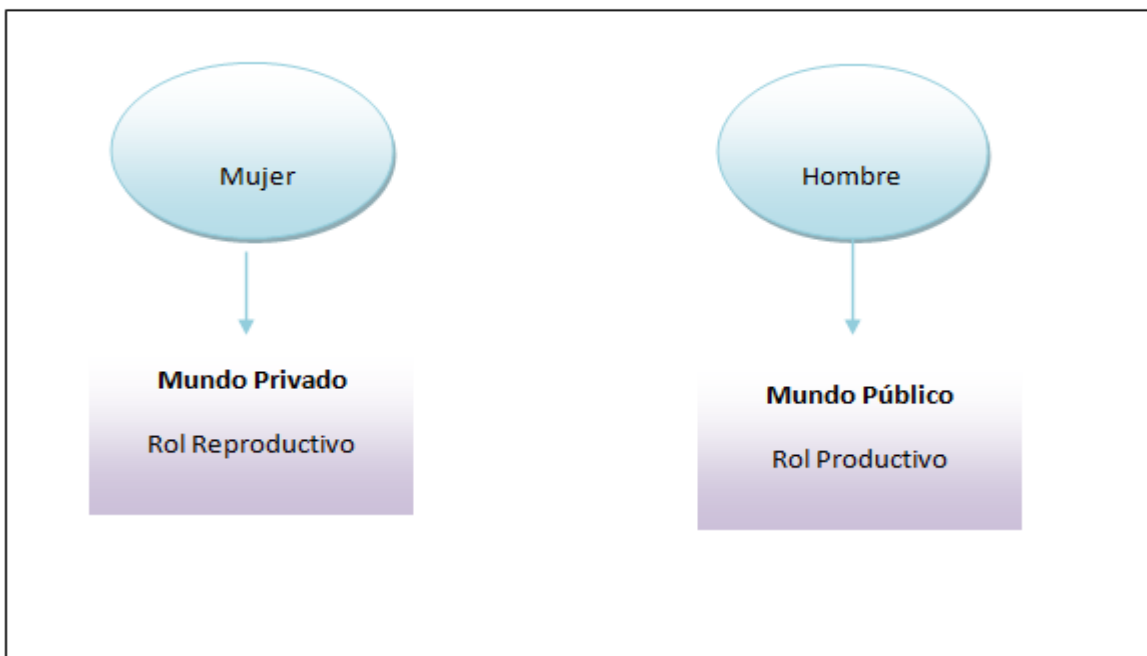 Mujer
Mundo Privado
Rol Reproductivo
Hombre
Mundo Público
Rol Productivo